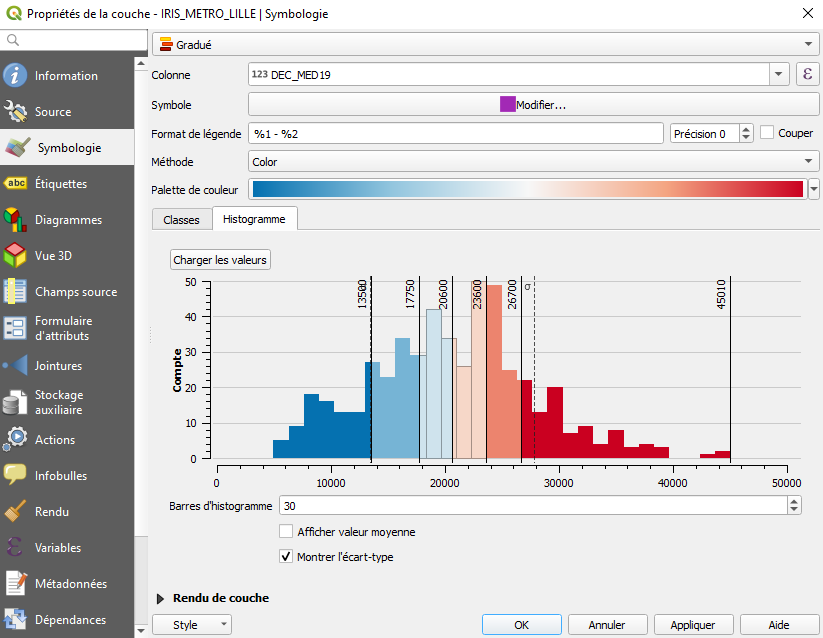 Propriétés de la couche - IRIS_METRO_LILLE | Symbologie
Gradué
Information
Source
Symbologie
abc Étiquettes
Diagrammes
Vue 3D
Champs source
Formulaire
d'attributs
Jointures
Stockage
auxiliaire
Actions
Infobulles
Rendu
Variables
Métadonnées
Dépendances
Colonne 123 DEC_MED19 ε
Symbole Modifier...
Format de légende %1 - %2 Précision 0 Couper
Méthode Color
Palette de couleur
Classes Histogramme
Charger les valeurs
13500 17750 20600 23600 26700 σ 45010
Compte
50
40
30
20
10
0
0 10000 20000 30000 40000 50000
Barres d'histogramme 30
Afficher valeur moyenne
Montrer l'écart-type
Rendu de couche
Style OK Annuler Appliquer Aide